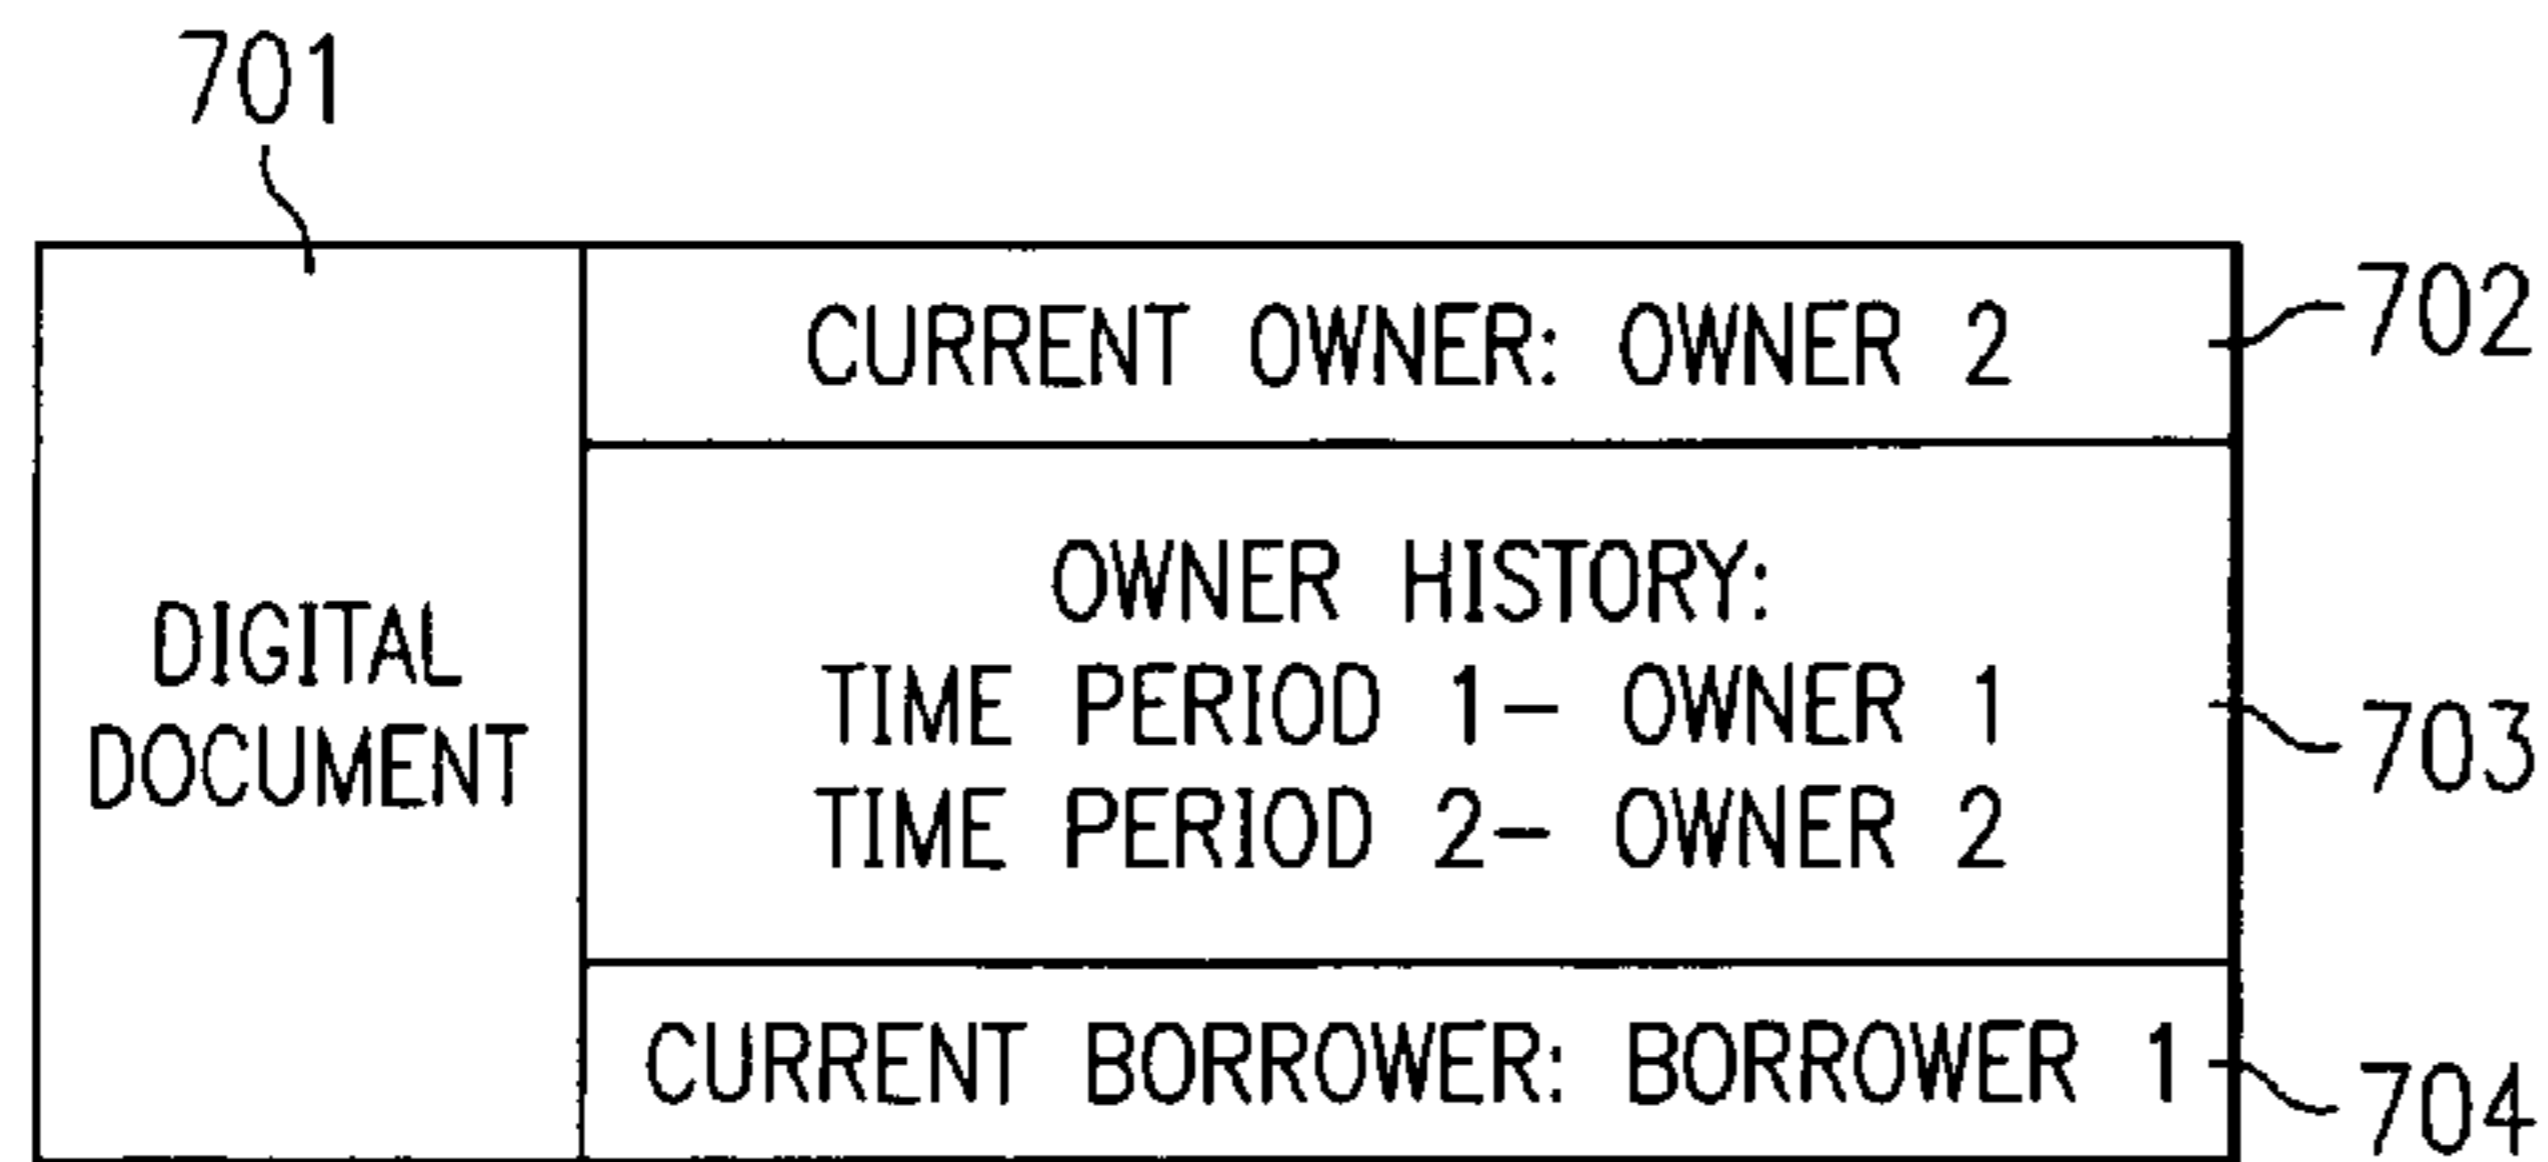 701
CURRENT OWNER: OWNER 2
702
DIGITAL
DOCUMENT
OWNER HISTORY:
TIME PERIOD 1- OWNER 1
TIME PERIOD 2- OWNER 2
703
CURRENT BORROWER: BORROWER 1
704